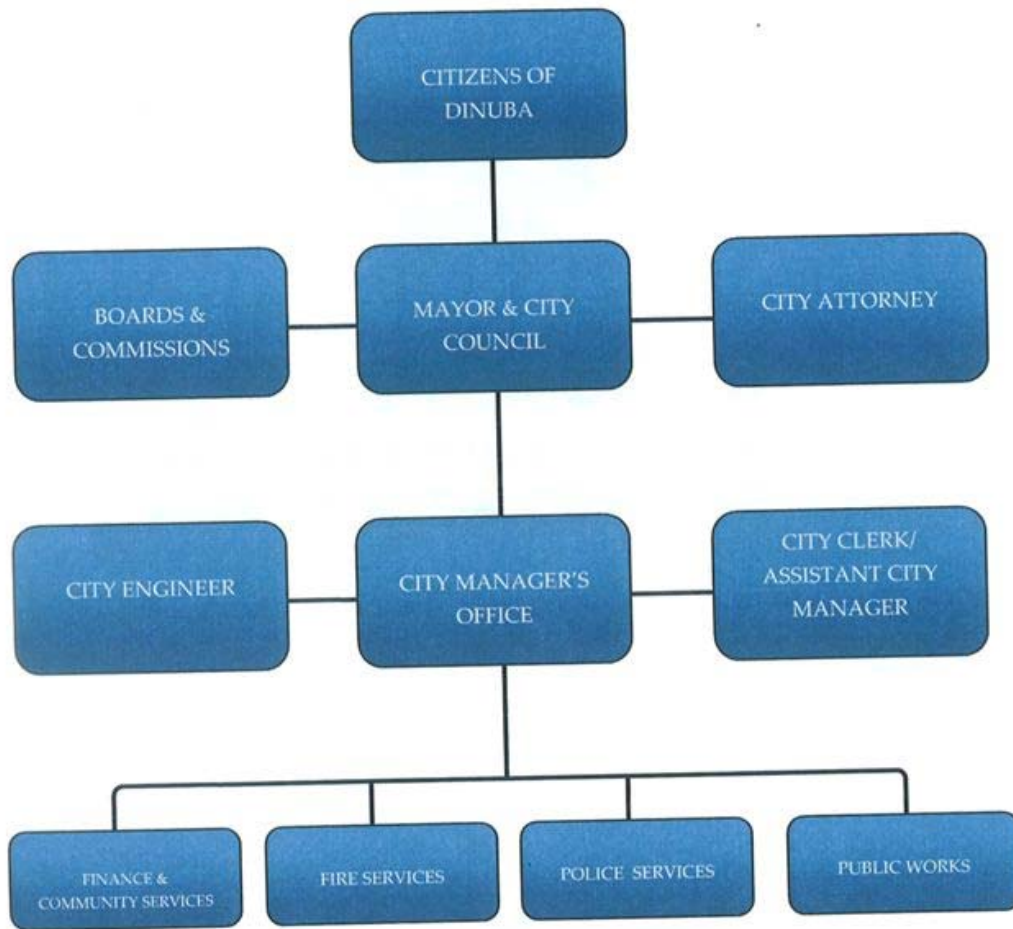 CITIZENS OF
DINUBA
BOARDS &
COMMISSIONS
MAYOR & CITY
COUNCIL
CITY ATTORNEY
CITY ENGINEER
CITY MANAGER'S
OFFICE
CITY CLERK/
ASSISTANT CITY
MANAGER
FINANCE &
COMMUNITY SERVICES
FIRE SERVICES
POLICE SERVICES
PUBLIC WORKS